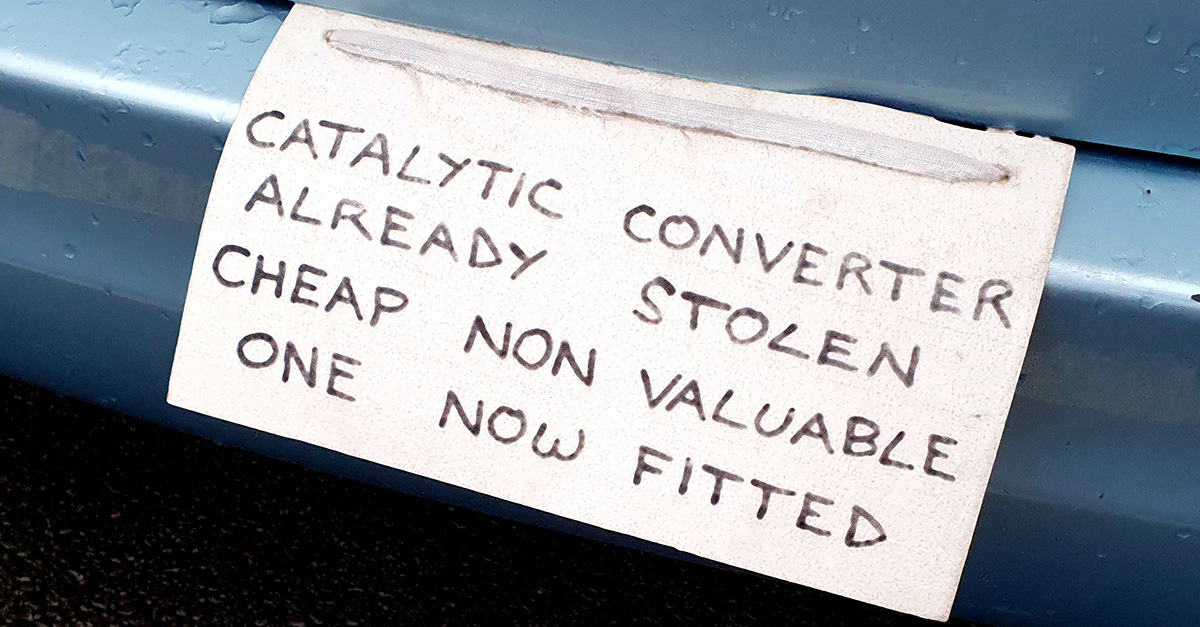 CATALYTIC CONVERTER
ALREADY STOLEN
CHEAP NON VALUABLE
ONE NOW FITTED